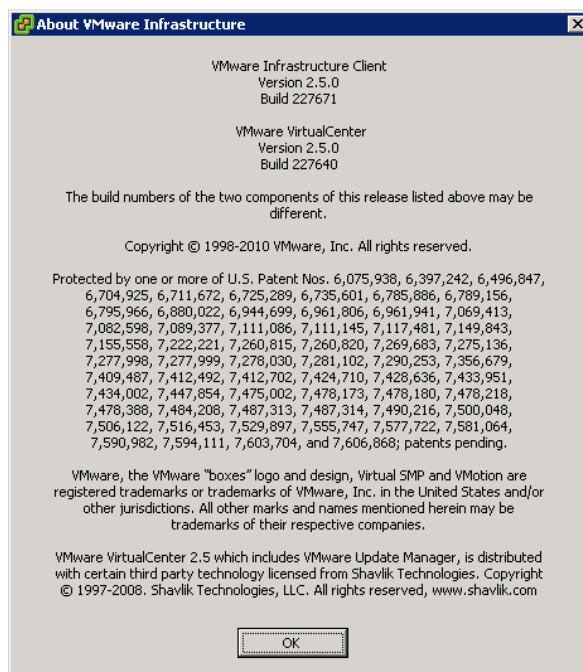 About VMware Infrastructure
VMware Infrastructure Client
Version 2.5.0
Build 227671
VMware VirtualCenter
Version 2.5.0
Build 227640
The build numbers of the two components of this release listed above may be
different.
Copyright © 1998-2010 VMware, Inc. All rights reserved.
Protected by one or more of U.S. Patent Nos. 6,075,938, 6,397,242, 6,496,847,
6,704,925, 6,711,672, 6,725,289, 6,735,601, 6,785,886, 6,789,156,
6,795,966, 6,880,022, 6,944,699, 6,961,806, 6,961,941, 7,069,413,
7,082,598, 7,089,377, 7,111,086, 7,111,145, 7,117,481, 7,149,843,
7,155,558, 7,222,221, 7,260,815, 7,260,820, 7,269,683, 7,275,136,
7,277,998, 7,277,999, 7,278,030, 7,281,102, 7,290,253, 7,356,679,
7,409,487, 7,412,492, 7,412,702, 7,424,710, 7,428,636, 7,433,951,
7,434,002, 7,447,854, 7,475,002, 7,478,173, 7,478,180, 7,478,218,
7,478,388, 7,484,208, 7,487,313, 7,487,314, 7,490,216, 7,500,048,
7,506,122, 7,516,453, 7,529,897, 7,555,747, 7,577,722, 7,581,064,
7,590,982, 7,594,111, 7,603,704, and 7,606,868; patents pending.
VMware, the VMware “boxes” logo and design, Virtual SMP and VMotion are
registered trademarks or trademarks of VMware, Inc. in the United States and/or
other jurisdictions. All other marks and names mentioned herein may be
trademarks of their respective companies.
VMware VirtualCenter 2.5 which includes VMware Update Manager, is distributed
with certain third party technology licensed from Shavlik Technologies. Copyright
© 1997-2008. Shavlik Technologies, LLC. All rights reserved, www.shavlik.com
OK